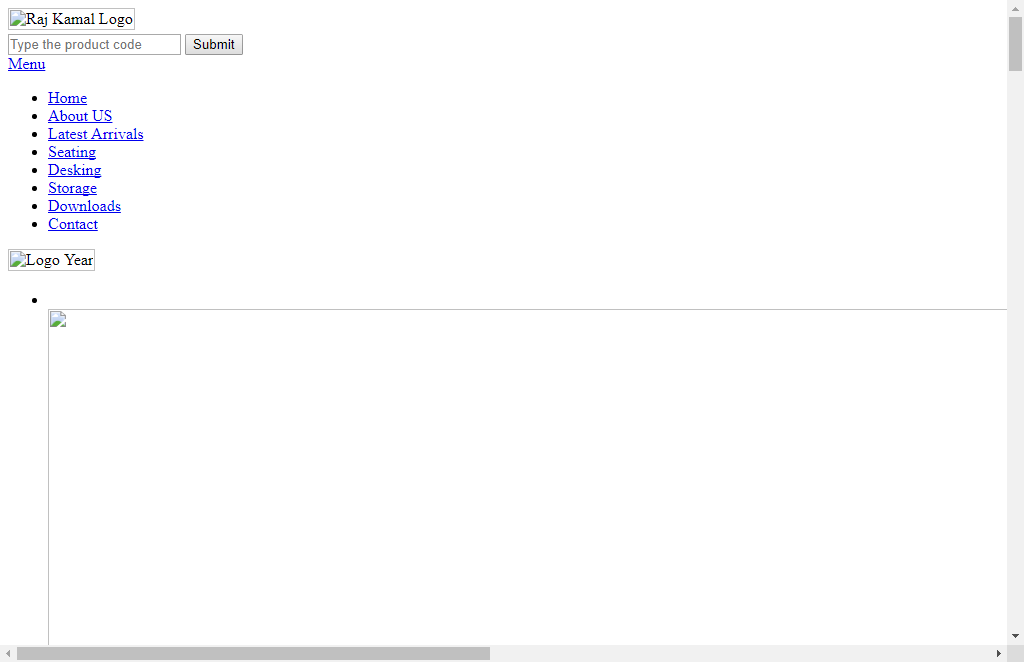 Raj Kamal Logo
Type the product code Submit
Menu
Home
About US
Latest Arrivals
Seating
Desking
Storage
Downloads
Contact
Logo Year